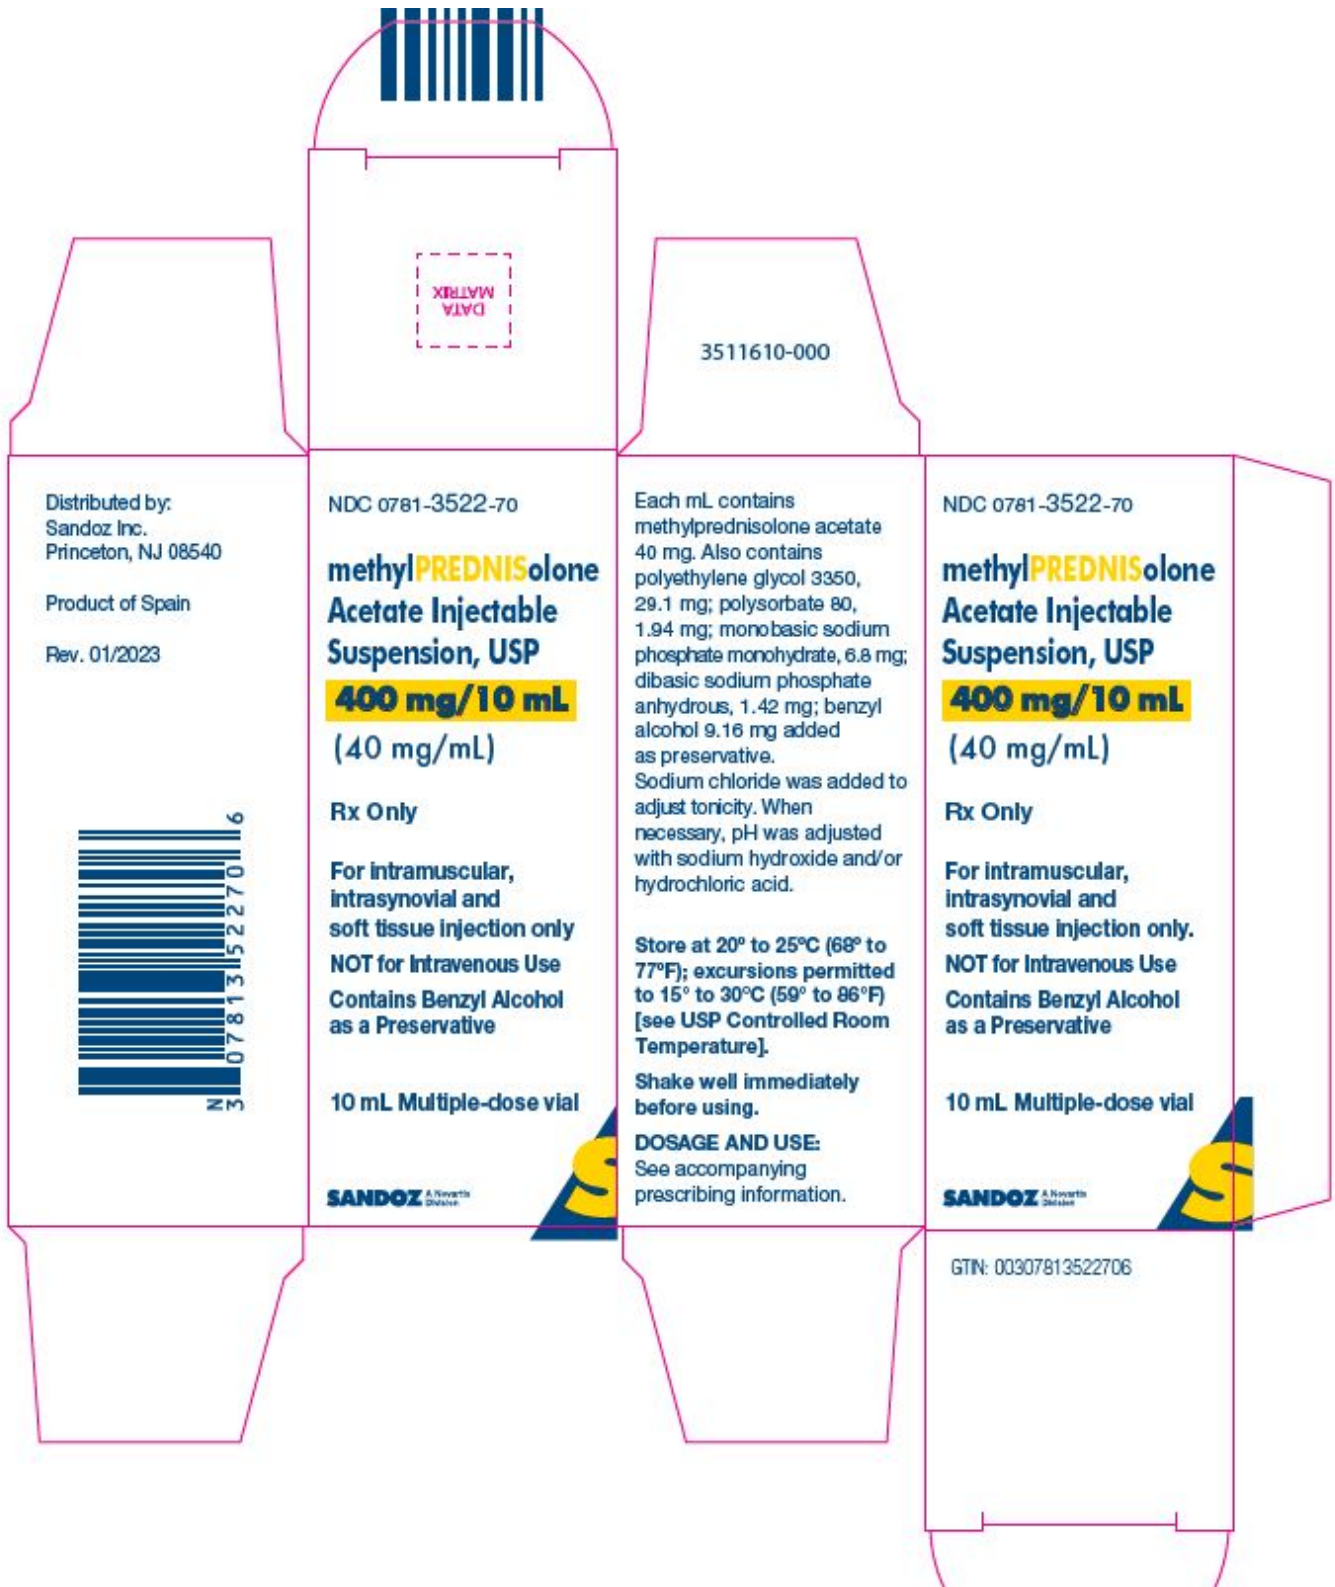 DATA
MATRIX
3511610-000
Distributed by:
Sandoz Inc.
Princeton, NJ 08540
Product of Spain
Rev. 01/2023
N
3 07813 52270 6
NDC 0781-3522-70
methylPREDNISolone
Acetate Injectable
Suspension, USP
400 mg/10 mL
(40 mg/mL)
Rx Only
For intramuscular,
intrasynovial and
soft tissue injection only
NOT for Intravenous Use
Contains Benzyl Alcohol
as a Preservative
10 mL Multiple-dose vial
SANDOZ A Novartis
Division
S
Each mL contains
methylprednisolone acetate
40 mg. Also contains
polyethylene glycol 3350,
29.1 mg; polysorbate 80,
1.94 mg; monobasic sodium
phosphate monohydrate, 6.8 mg;
dibasic sodium phosphate
anhydrous, 1.42 mg; benzyl
alcohol 9.16 mg added
as preservative.
Sodium chloride was added to
adjust tonicity. When
necessary, pH was adjusted
with sodium hydroxide and/or
hydrochloric acid.
Store at 20° to 25°C (68° to
77°F); excursions permitted
to 15° to 30°C (59° to 86°F)
[see USP Controlled Room
Temperature].
Shake well immediately
before using.
DOSAGE AND USE:
See accompanying
prescribing information.
NDC 0781-3522-70
methylPREDNISolone
Acetate Injectable
Suspension, USP
400 mg/10 mL
(40 mg/mL)
Rx Only
For intramuscular,
intrasynovial and
soft tissue injection only.
NOT for Intravenous Use
Contains Benzyl Alcohol
as a Preservative
10 mL Multiple-dose vial
SANDOZ A Novartis
Division
S
GTIN: 00307813522706